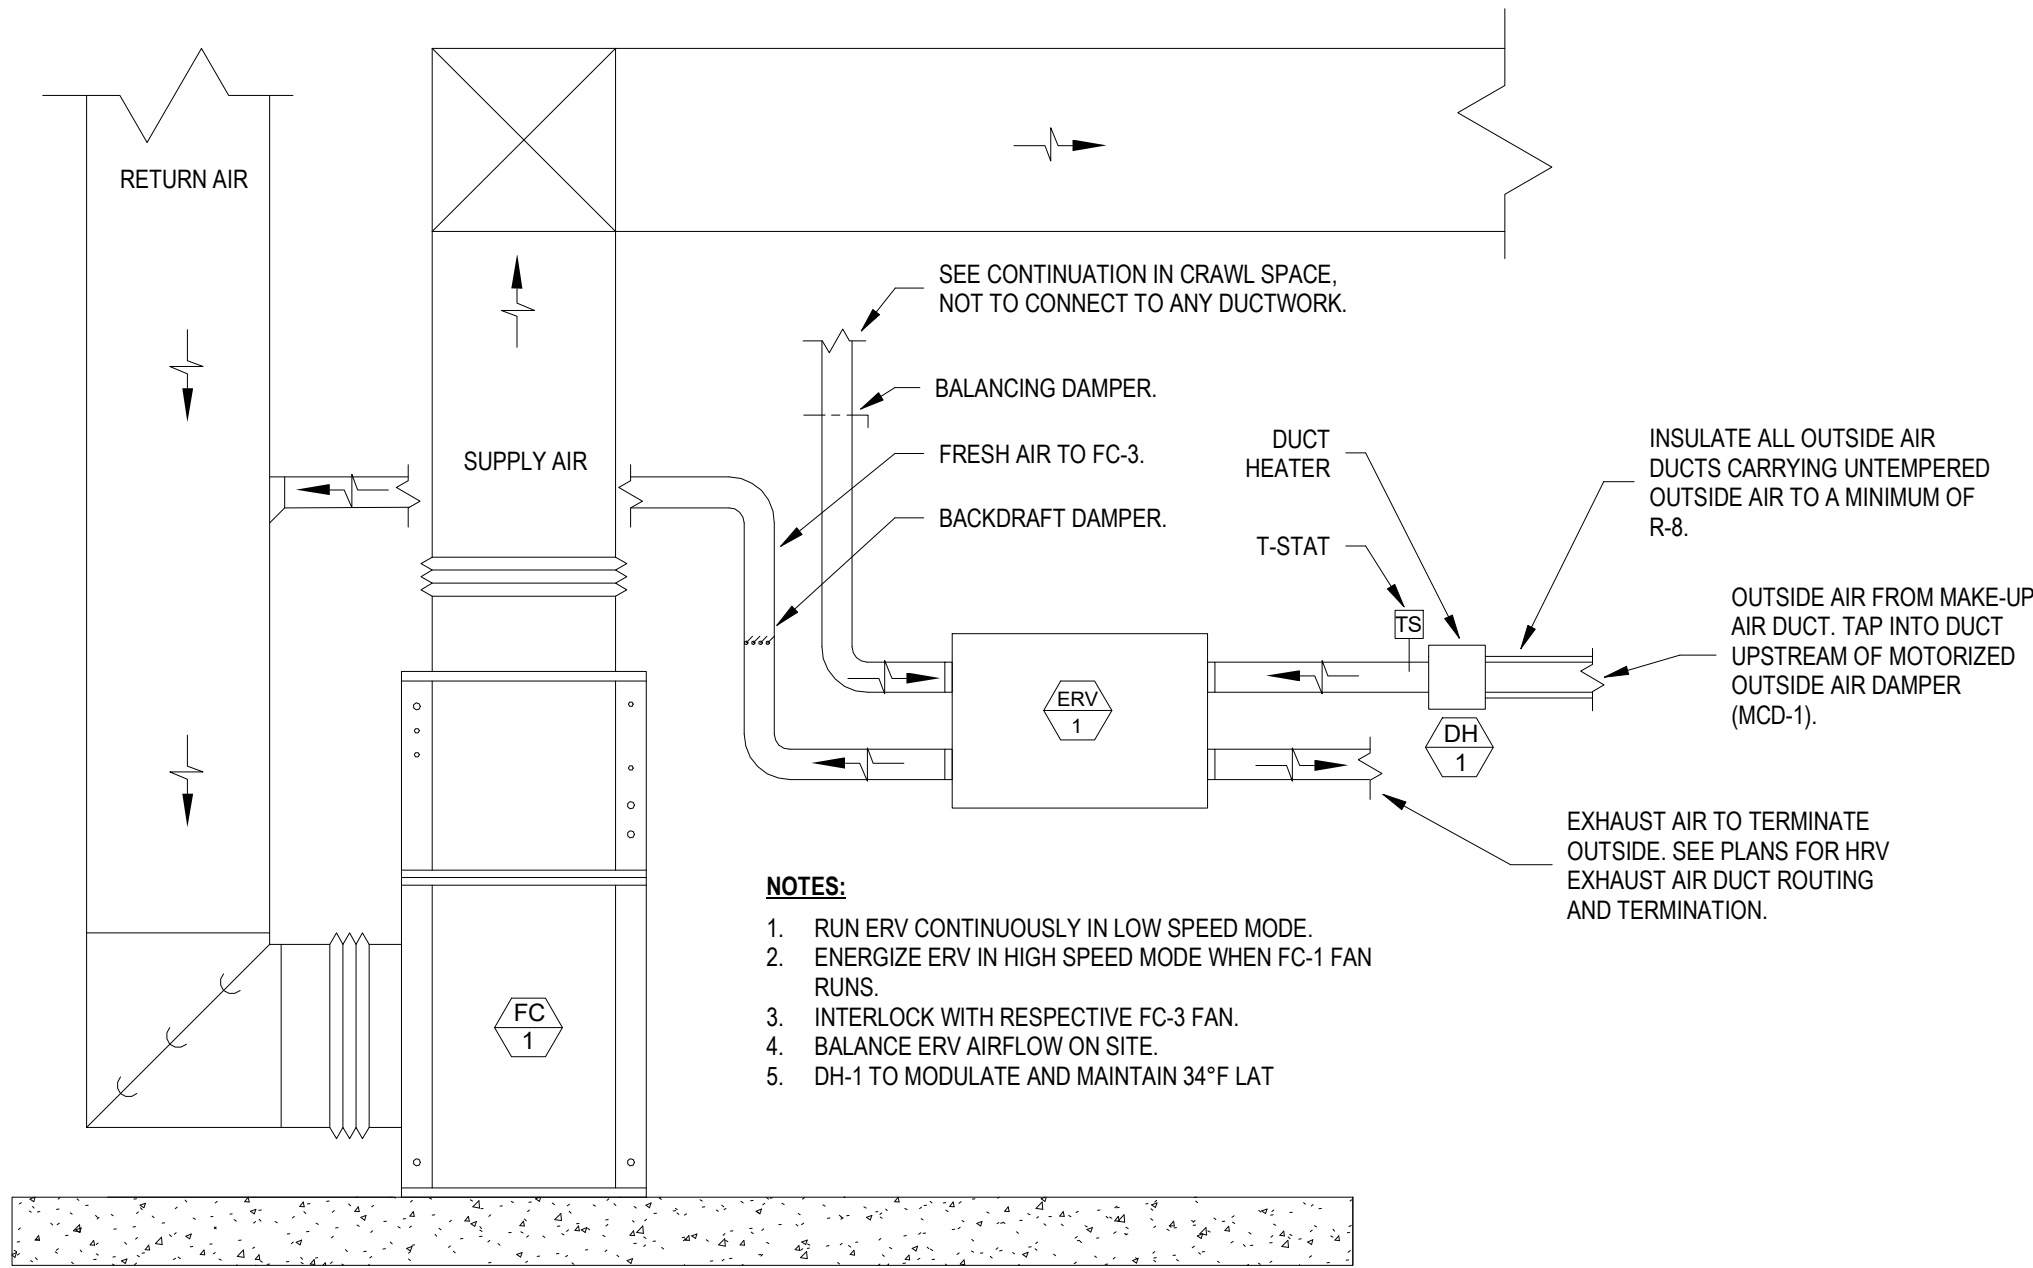 RETURN AIR
SUPPLY AIR
SEE CONTINUATION IN CRAWL SPACE,
NOT TO CONNECT TO ANY DUCTWORK.
BALANCING DAMPER.
FRESH AIR TO FC-3.
BACKDRAFT DAMPER.
DUCT
HEATER
T-STAT
TS
INSULATE ALL OUTSIDE AIR
DUCTS CARRYING UNTEMPERED
OUTSIDE AIR TO A MINIMUM OF
R-8.
OUTSIDE AIR FROM MAKE-UP
AIR DUCT. TAP INTO DUCT
UPSTREAM OF MOTORIZED
OUTSIDE AIR DAMPER
(MCD-1).
ERV
1
DH
1
EXHAUST AIR TO TERMINATE
OUTSIDE. SEE PLANS FOR HRV
EXHAUST AIR DUCT ROUTING
AND TERMINATION.
FC
1
NOTES:
1. RUN ERV CONTINUOUSLY IN LOW SPEED MODE.
2. ENERGIZE ERV IN HIGH SPEED MODE WHEN FC-1 FAN
RUNS.
3. INTERLOCK WITH RESPECTIVE FC-3 FAN.
4. BALANCE ERV AIRFLOW ON SITE.
5. DH-1 TO MODULATE AND MAINTAIN 34°F LAT